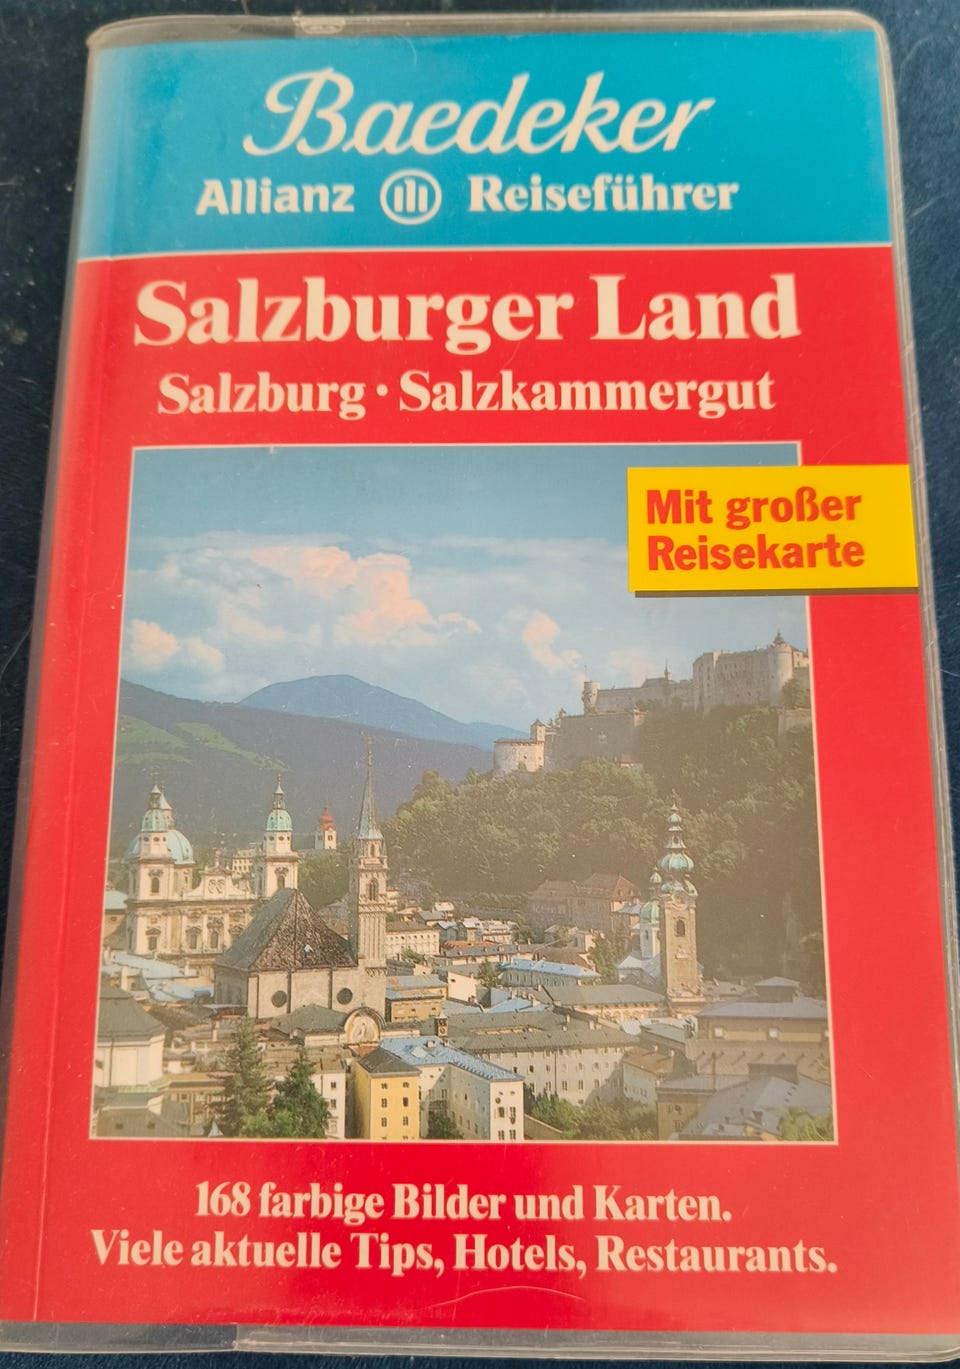 Baedeker
Allianz Reiseführer
Salzburger Land
Salzburg · Salzkammergut
Mit großer
Reisekarte
168 farbige Bilder und Karten.
Viele aktuelle Tips, Hotels, Restaurants.